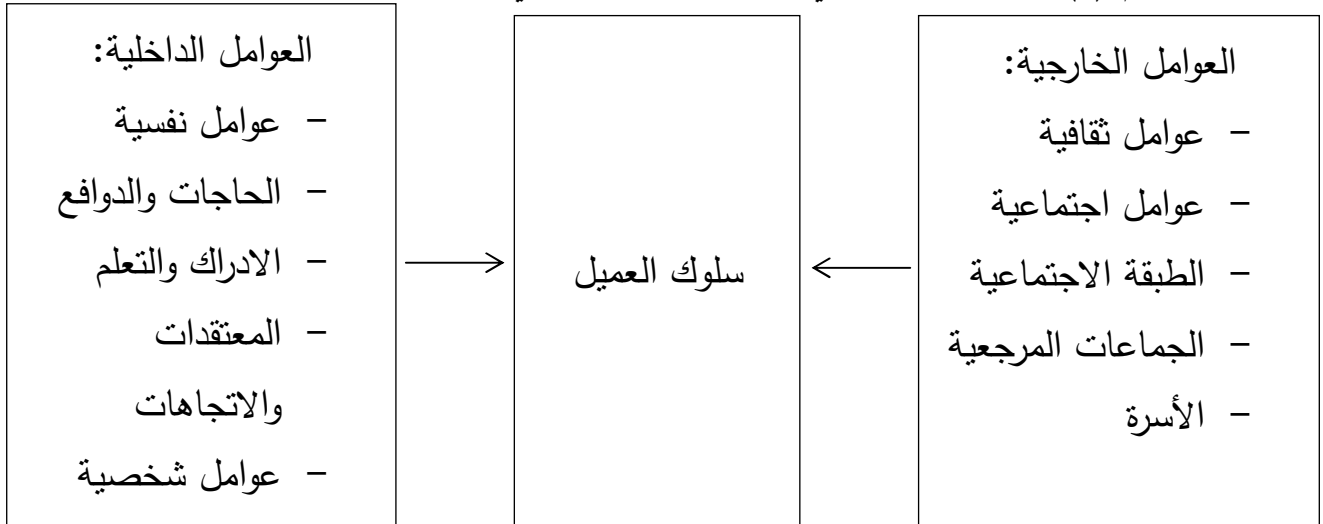 العوامل الخارجية:
– عوامل ثقافية
– عوامل اجتماعية
– الطبقة الاجتماعية
– الجماعات المرجعية
– الأسرة
سلوك العميل
العوامل الداخلية:
– عوامل نفسية
– الحاجات والدوافع
– الادراك والتعلم
– المعتقدات
والاتجاهات
– عوامل شخصية